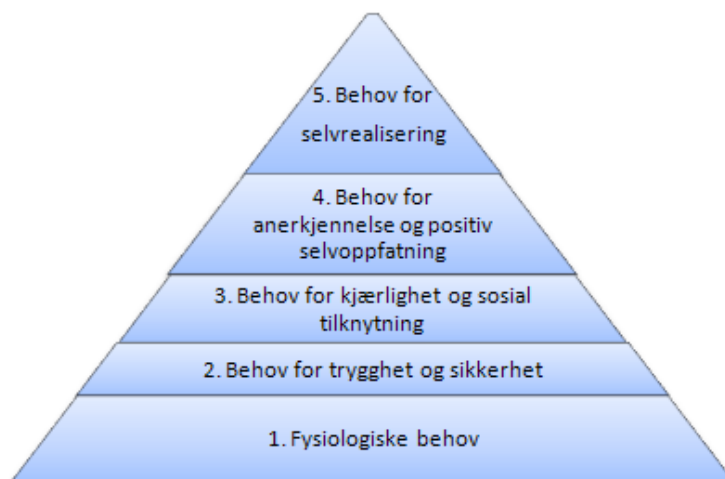 5. Behov for
selvrealisering
4. Behov for
anerkjennelse og positiv
selvoppfatning
3. Behov for kjærlighet og sosial
tilknytning
2. Behov for trygghet og sikkerhet
1. Fysiologiske behov